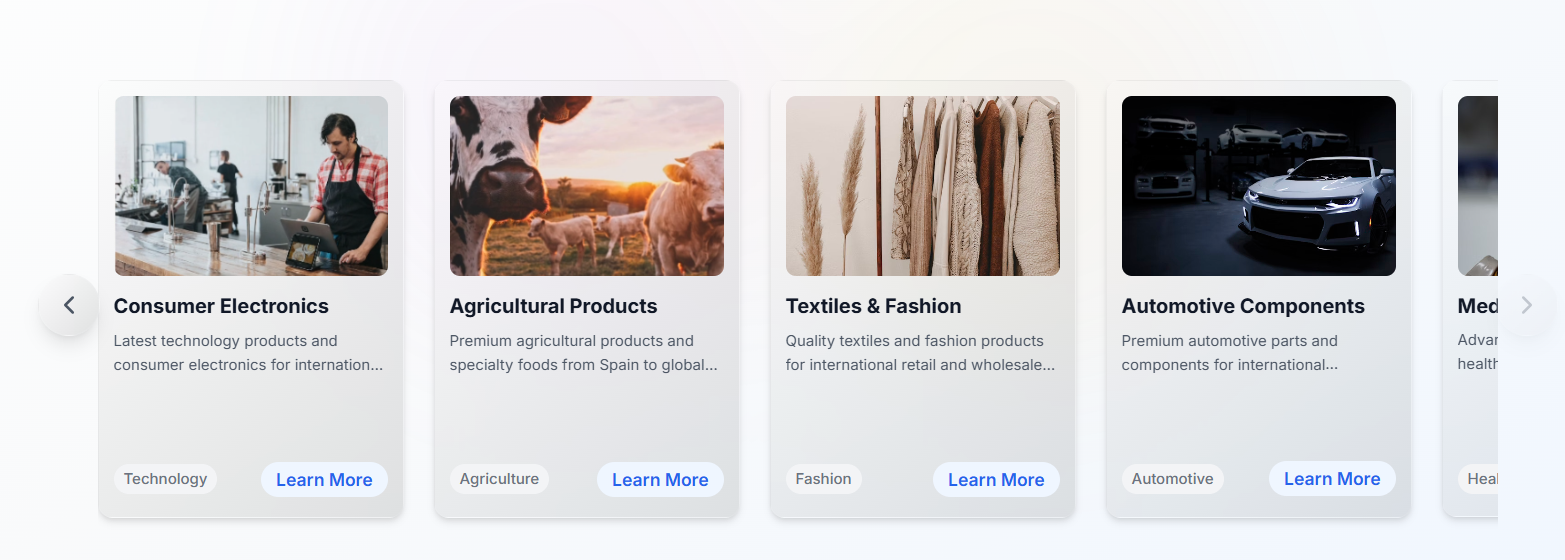 Consumer Electronics
Latest technology products and
consumer electronics for internation...
Technology
Learn More
Agricultural Products
Premium agricultural products and
specialty foods from Spain to global...
Agriculture
Learn More
Textiles & Fashion
Quality textiles and fashion products
for international retail and wholesale...
Fashion
Learn More
Automotive Components
Premium automotive parts and
components for international...
Automotive
Learn More
Med
Advan
health
Heal